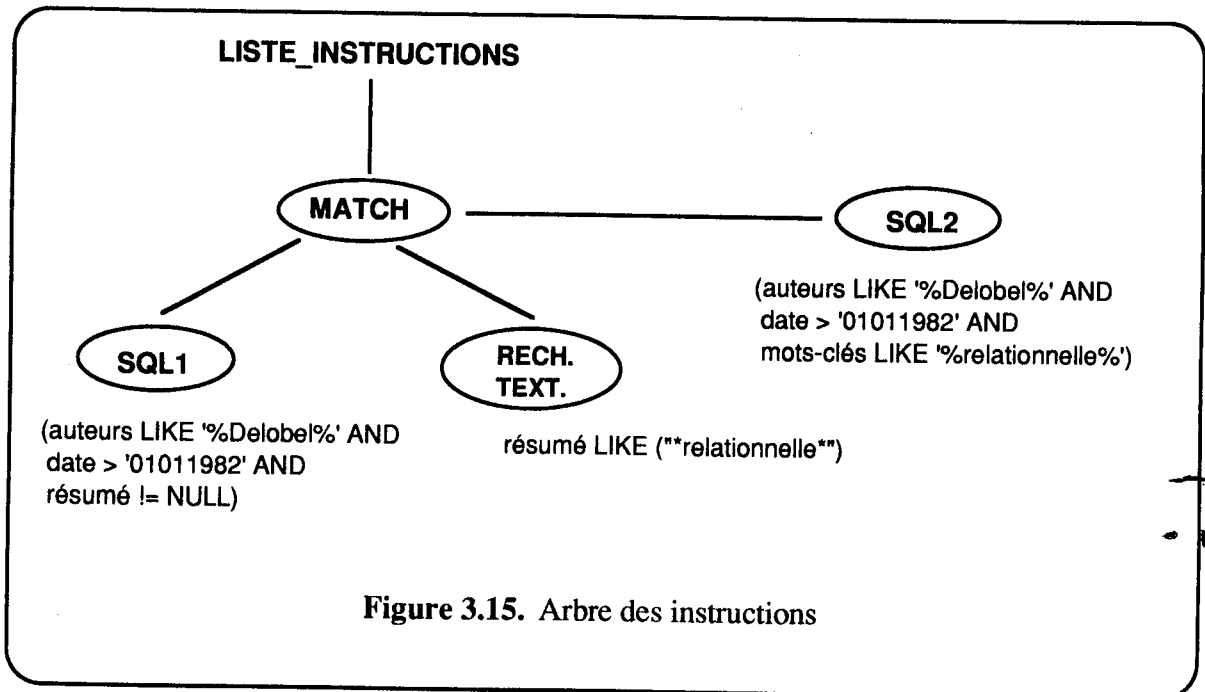 LISTE_INSTRUCTIONS
MATCH
SQL2
(auteurs LIKE '%Delobel%' AND
date > '01011982' AND
mots-clés LIKE '%relationnelle%')
SQL1
(auteurs LIKE '%Delobel%' AND
date > '01011982' AND
résumé != NULL)
RECH.
TEXT.
résumé LIKE ("*relationnelle*")
Figure 3.15. Arbre des instructions